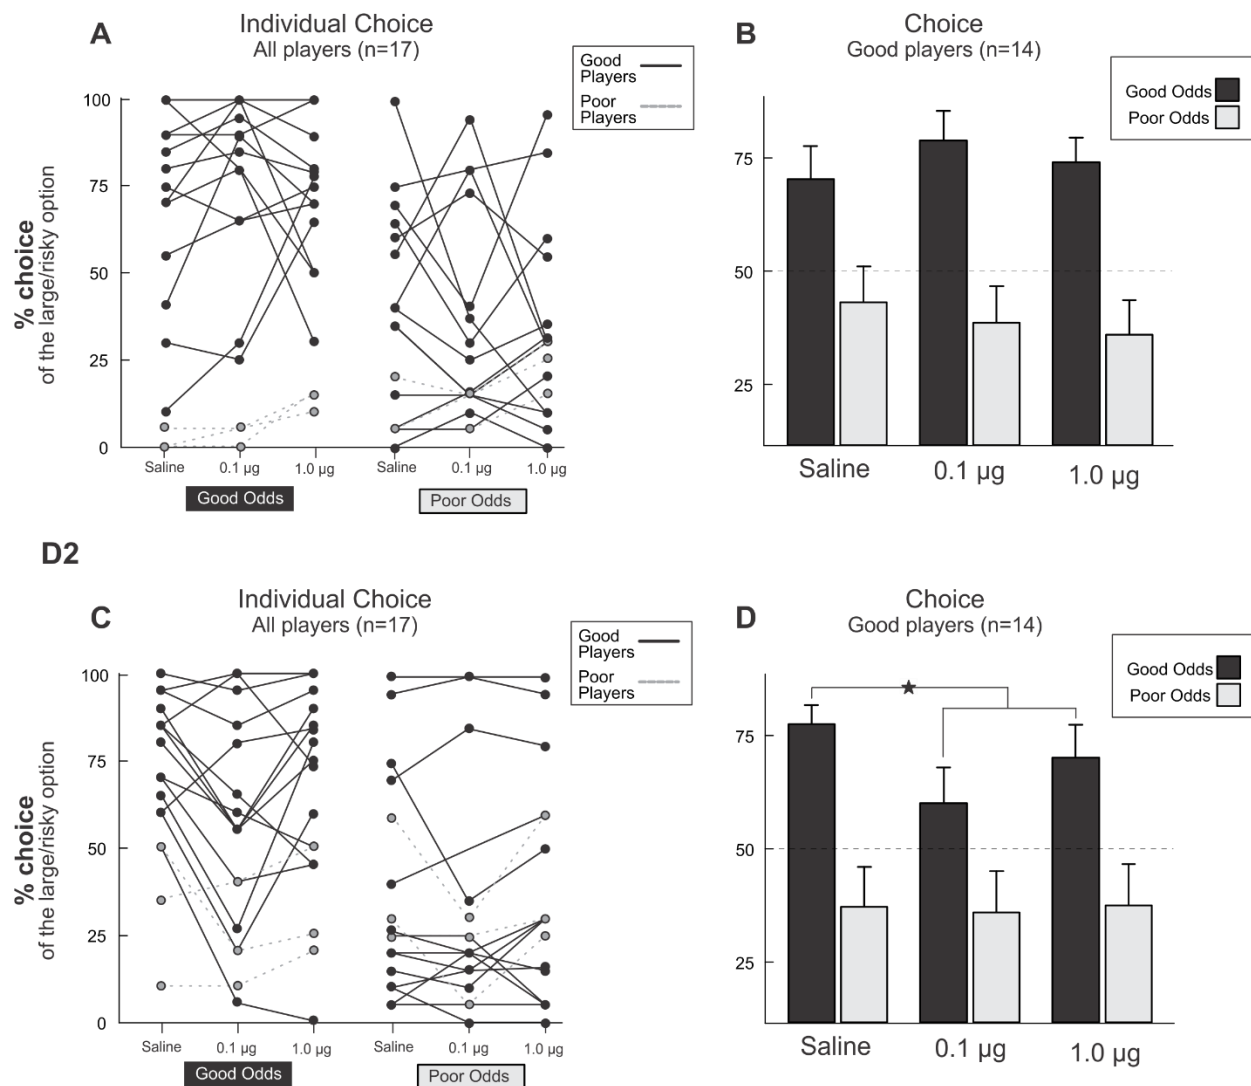 A
Individual Choice
All players (n=17)
Good
Players
Poor
Players
100
75
50
25
0
% choice
of the large/risky option
Saline
0.1 µg
1.0 µg
Saline
0.1 µg
1.0 µg
Good Odds
Poor Odds
B
Choice
Good players (n=14)
Good Odds
Poor Odds
75
50
25
Saline
0.1 µg
1.0 µg
D2
C
Individual Choice
All players (n=17)
Good
Players
Poor
Players
100
75
50
25
0
% choice
of the large/risky option
Saline
0.1 µg
1.0 µg
Saline
0.1 µg
1.0 µg
Good Odds
Poor Odds
D
Choice
Good players (n=14)
Good Odds
Poor Odds
75
50
25
Saline
0.1 µg
1.0 µg